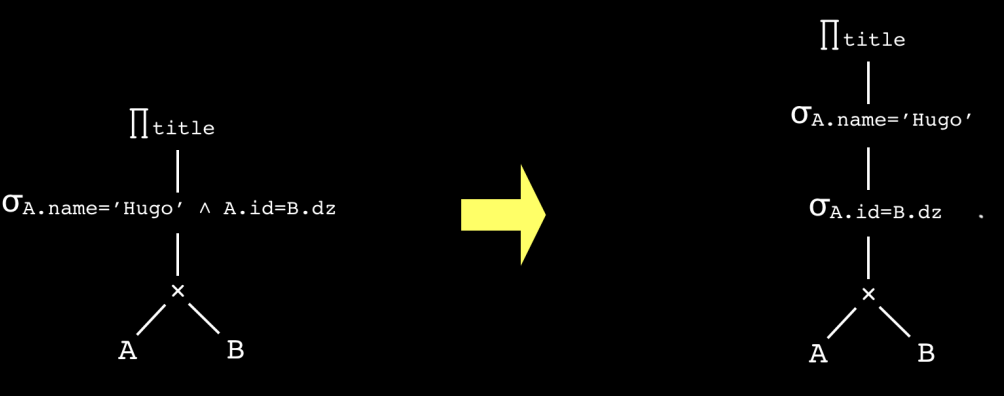 ∏title
σA.name='Hugo' ∧ A.id=B.dz
×
A B
∏title
σA.name='Hugo'
σA.id=B.dz .
×
A B